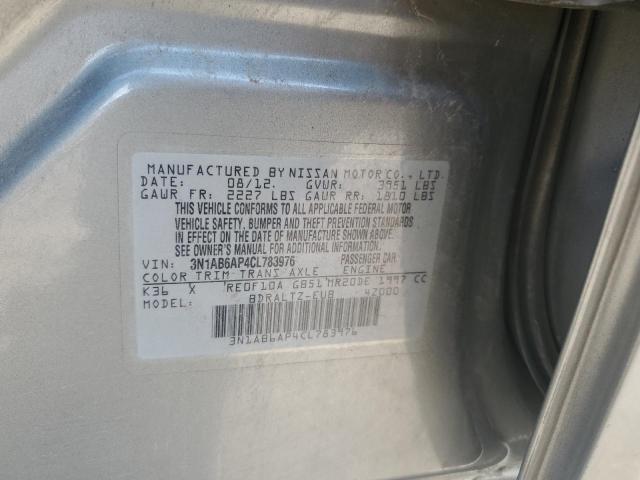 MANUFACTURED BY NISSAN MOTOR CO., LTD.
DATE: 08/12. GVWR: 3951 LBS
GAWR FR: 2227 LBS GAWR RR: 1810 LBS
THIS VEHICLE CONFORMS TO ALL APPLICABLE FEDERAL MOTOR
VEHICLE SAFETY, BUMPER AND THEFT PREVENTION STANDARDS
IN EFFECT ON THE DATE OF MANUFACTURE SHOWN ABOVE.
SEE OWNER'S MANUAL FOR ADDITIONAL INFORMATION.
VIN: 3N1AB6AP4CL783976 PASSENGER CAR
COLOR TRIM TRANS AXLE ENGINE
K36 X RE0F10A GB51 MR20DE 1997 CC
MODEL: BDRALTZ-EUB 42000
3N1AB6AP4CL783976